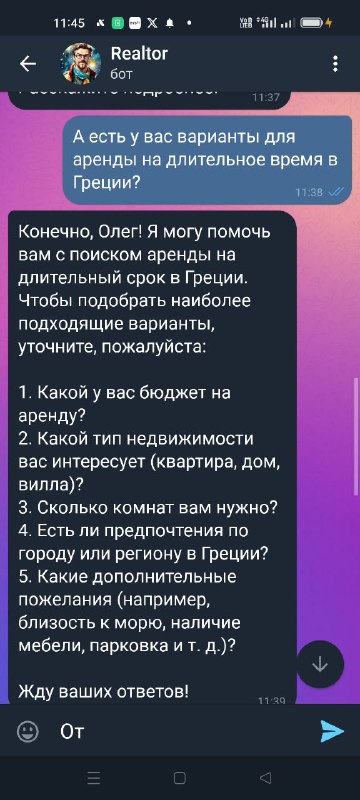 11:45
Realtor
бот
Расскажите подробнее!
11:37
А есть у вас варианты для
аренды на длительное время в
Греции?
11:38
Конечно, Олег! Я могу помочь
вам с поиском аренды на
длительный срок в Греции.
Чтобы подобрать наиболее
подходящие варианты,
уточните, пожалуйста:
1. Какой у вас бюджет на
аренду?
2. Какой тип недвижимости
вас интересует (квартира, дом,
вилла)?
3. Сколько комнат вам нужно?
4. Есть ли предпочтения по
городу или региону в Греции?
5. Какие дополнительные
пожелания (например,
близость к морю, наличие
мебели, парковка и т. д.)?
Жду ваших ответов!
11:39
От